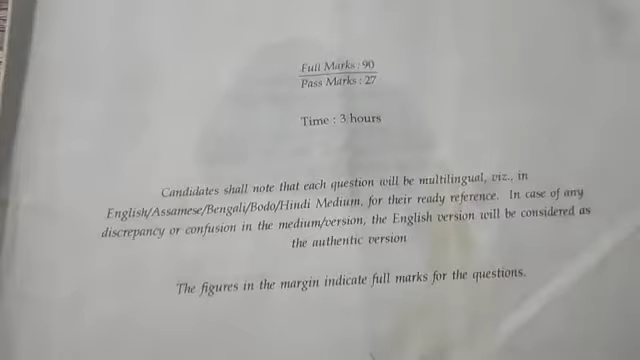 Full Marks : 90
Pass Marks : 27
Time : 3 hours
Candidates shall note that each question will be multilingual, viz., in
English/Assamese/Bengali/Bodo/Hindi Medium, for their ready reference. In case of any
discrepancy or confusion in the medium/version, the English version will be considered as
the authentic version
The figures in the margin indicate full marks for the questions.